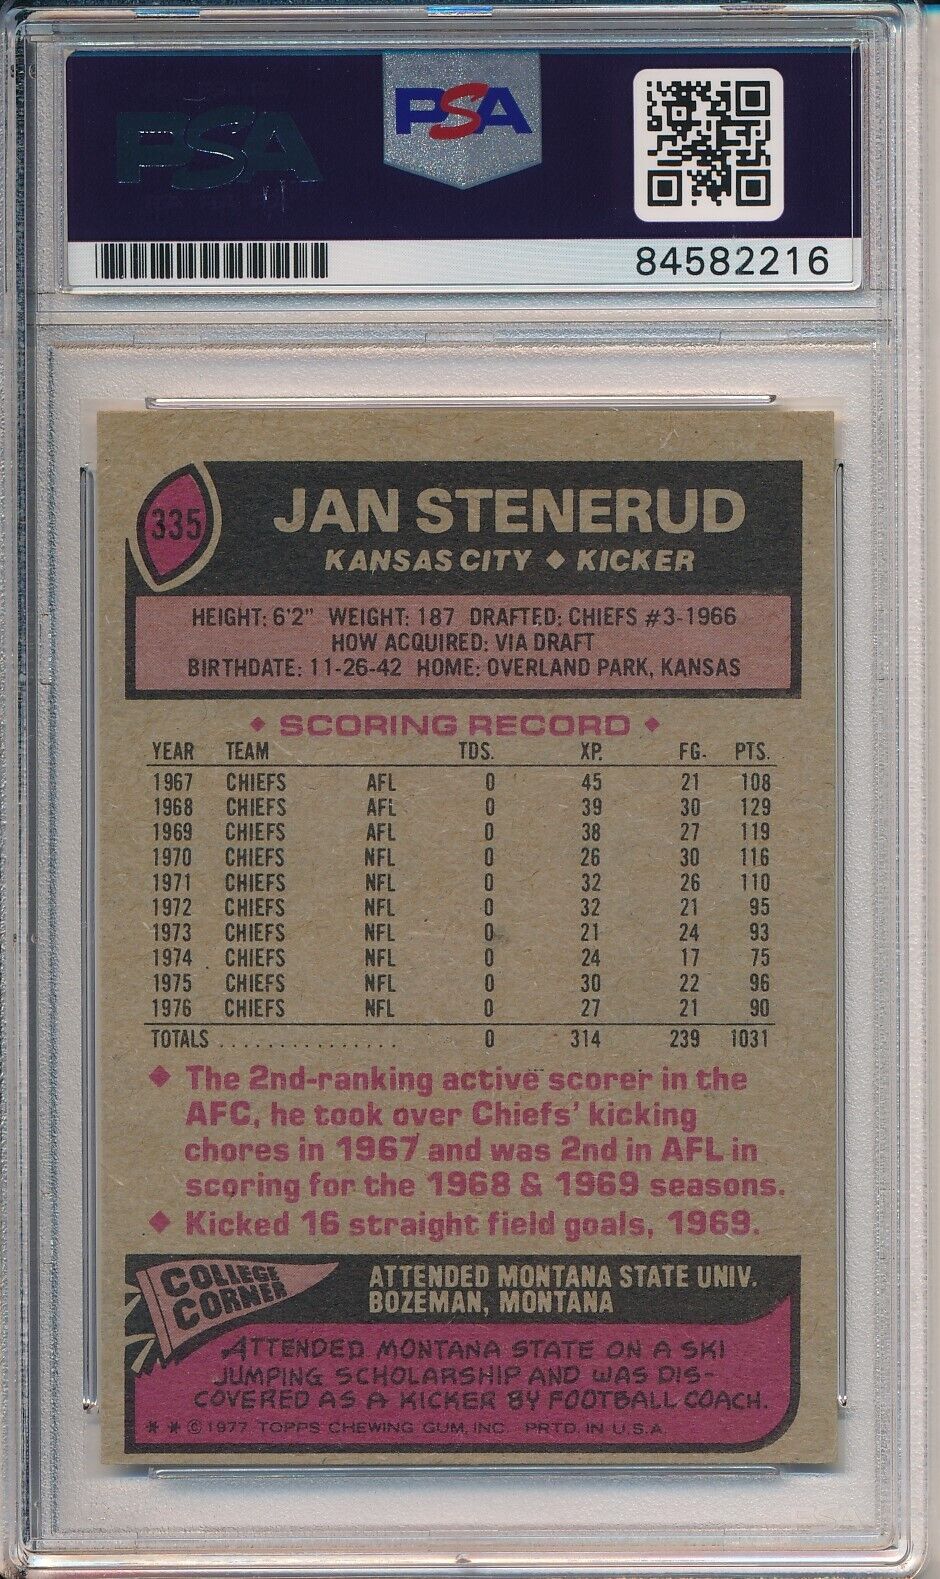 PSA
PSA
84582216
335
JAN STENERUD
KANSAS CITY ◆ KICKER
HEIGHT: 6'2" WEIGHT: 187 DRAFTED: CHIEFS #3-1966
HOW ACQUIRED: VIA DRAFT
BIRTHDATE: 11-26-42 HOME: OVERLAND PARK, KANSAS
◆ SCORING RECORD ◆
YEAR TEAM TDS. XP. FG. PTS.
1967 CHIEFS AFL 0 45 21 108
1968 CHIEFS AFL 0 39 30 129
1969 CHIEFS AFL 0 38 27 119
1970 CHIEFS NFL 0 26 30 116
1971 CHIEFS NFL 0 32 26 110
1972 CHIEFS NFL 0 32 21 95
1973 CHIEFS NFL 0 21 24 93
1974 CHIEFS NFL 0 24 17 75
1975 CHIEFS NFL 0 30 22 96
1976 CHIEFS NFL 0 27 21 90
TOTALS ............... 0 314 239 1031
◆ The 2nd-ranking active scorer in the
AFC, he took over Chiefs' kicking
chores in 1967 and was 2nd in AFL in
scoring for the 1968 & 1969 seasons.
◆ Kicked 16 straight field goals, 1969.
COLLEGE
CORNER
ATTENDED MONTANA STATE UNIV.
BOZEMAN, MONTANA
ATTENDED MONTANA STATE ON A SKI
JUMPING SCHOLARSHIP AND WAS DIS-
COVERED AS A KICKER BY FOOTBALL COACH.
* * © 1977 TOPPS CHEWING GUM, INC. PRTD. IN U.S.A.